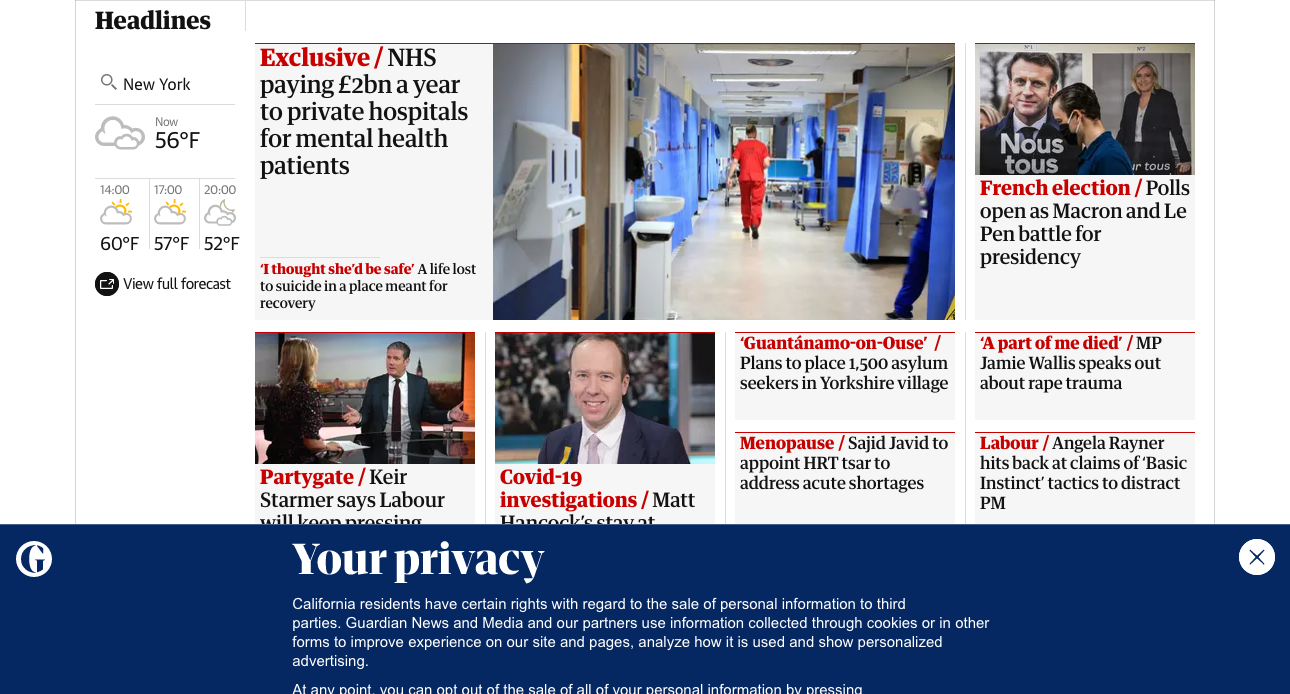 Headlines
New York
Now
56°F
14:00
17:00
20:00
60°F
57°F
52°F
View full forecast
Exclusive / NHS
paying £2bn a year
to private hospitals
for mental health
patients
‘I thought she’d be safe’ A life lost
to suicide in a place meant for
recovery
N°1
N°2
Nous
tous
ur tous
French election / Polls
open as Macron and Le
Pen battle for
presidency
Partygate / Keir
Starmer says Labour
will keep pressing
Covid-19
investigations / Matt
Hancock’s stay at
‘Guantánamo-on-Ouse’ /
Plans to place 1,500 asylum
seekers in Yorkshire village
‘A part of me died’ / MP
Jamie Wallis speaks out
about rape trauma
Menopause / Sajid Javid to
appoint HRT tsar to
address acute shortages
Labour / Angela Rayner
hits back at claims of ‘Basic
Instinct’ tactics to distract
PM
G
Your privacy
California residents have certain rights with regard to the sale of personal information to third
parties. Guardian News and Media and our partners use information collected through cookies or in other
forms to improve experience on our site and pages, analyze how it is used and show personalized
advertising.
At any point, you can opt out of the sale of all of your personal information by pressing